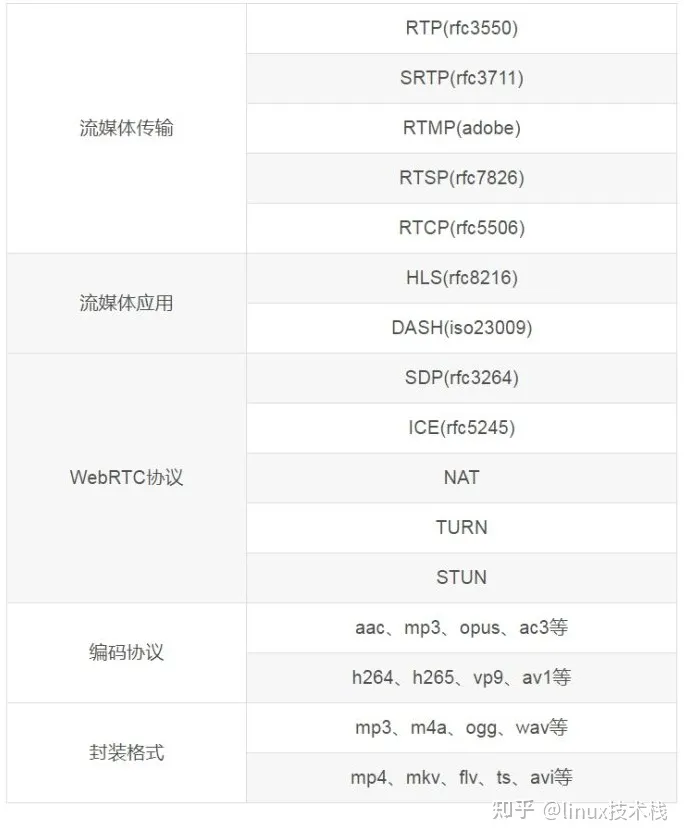 流媒体传输
RTP(rfc3550)
SRTP(rfc3711)
RTMP(adobe)
RTSP(rfc7826)
RTCP(rfc5506)
流媒体应用
HLS(rfc8216)
DASH(iso23009)
WebRTC协议
SDP(rfc3264)
ICE(rfc5245)
NAT
TURN
STUN
编码协议
aac、mp3、opus、ac3等
h264、h265、vp9、av1等
封装格式
mp3、m4a、ogg、wav等
mp4、mkv、flv、ts、avi等
知乎 @linux技术栈